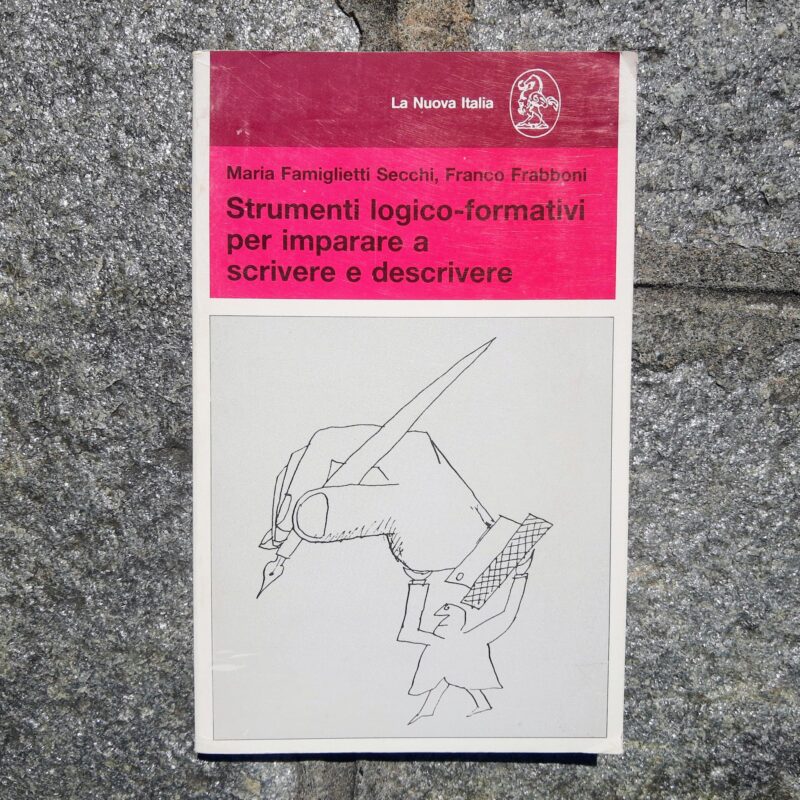 La Nuova Italia
Maria Famiglietti Secchi, Franco Frabboni
Strumenti logico-formativi
per imparare a
scrivere e descrivere